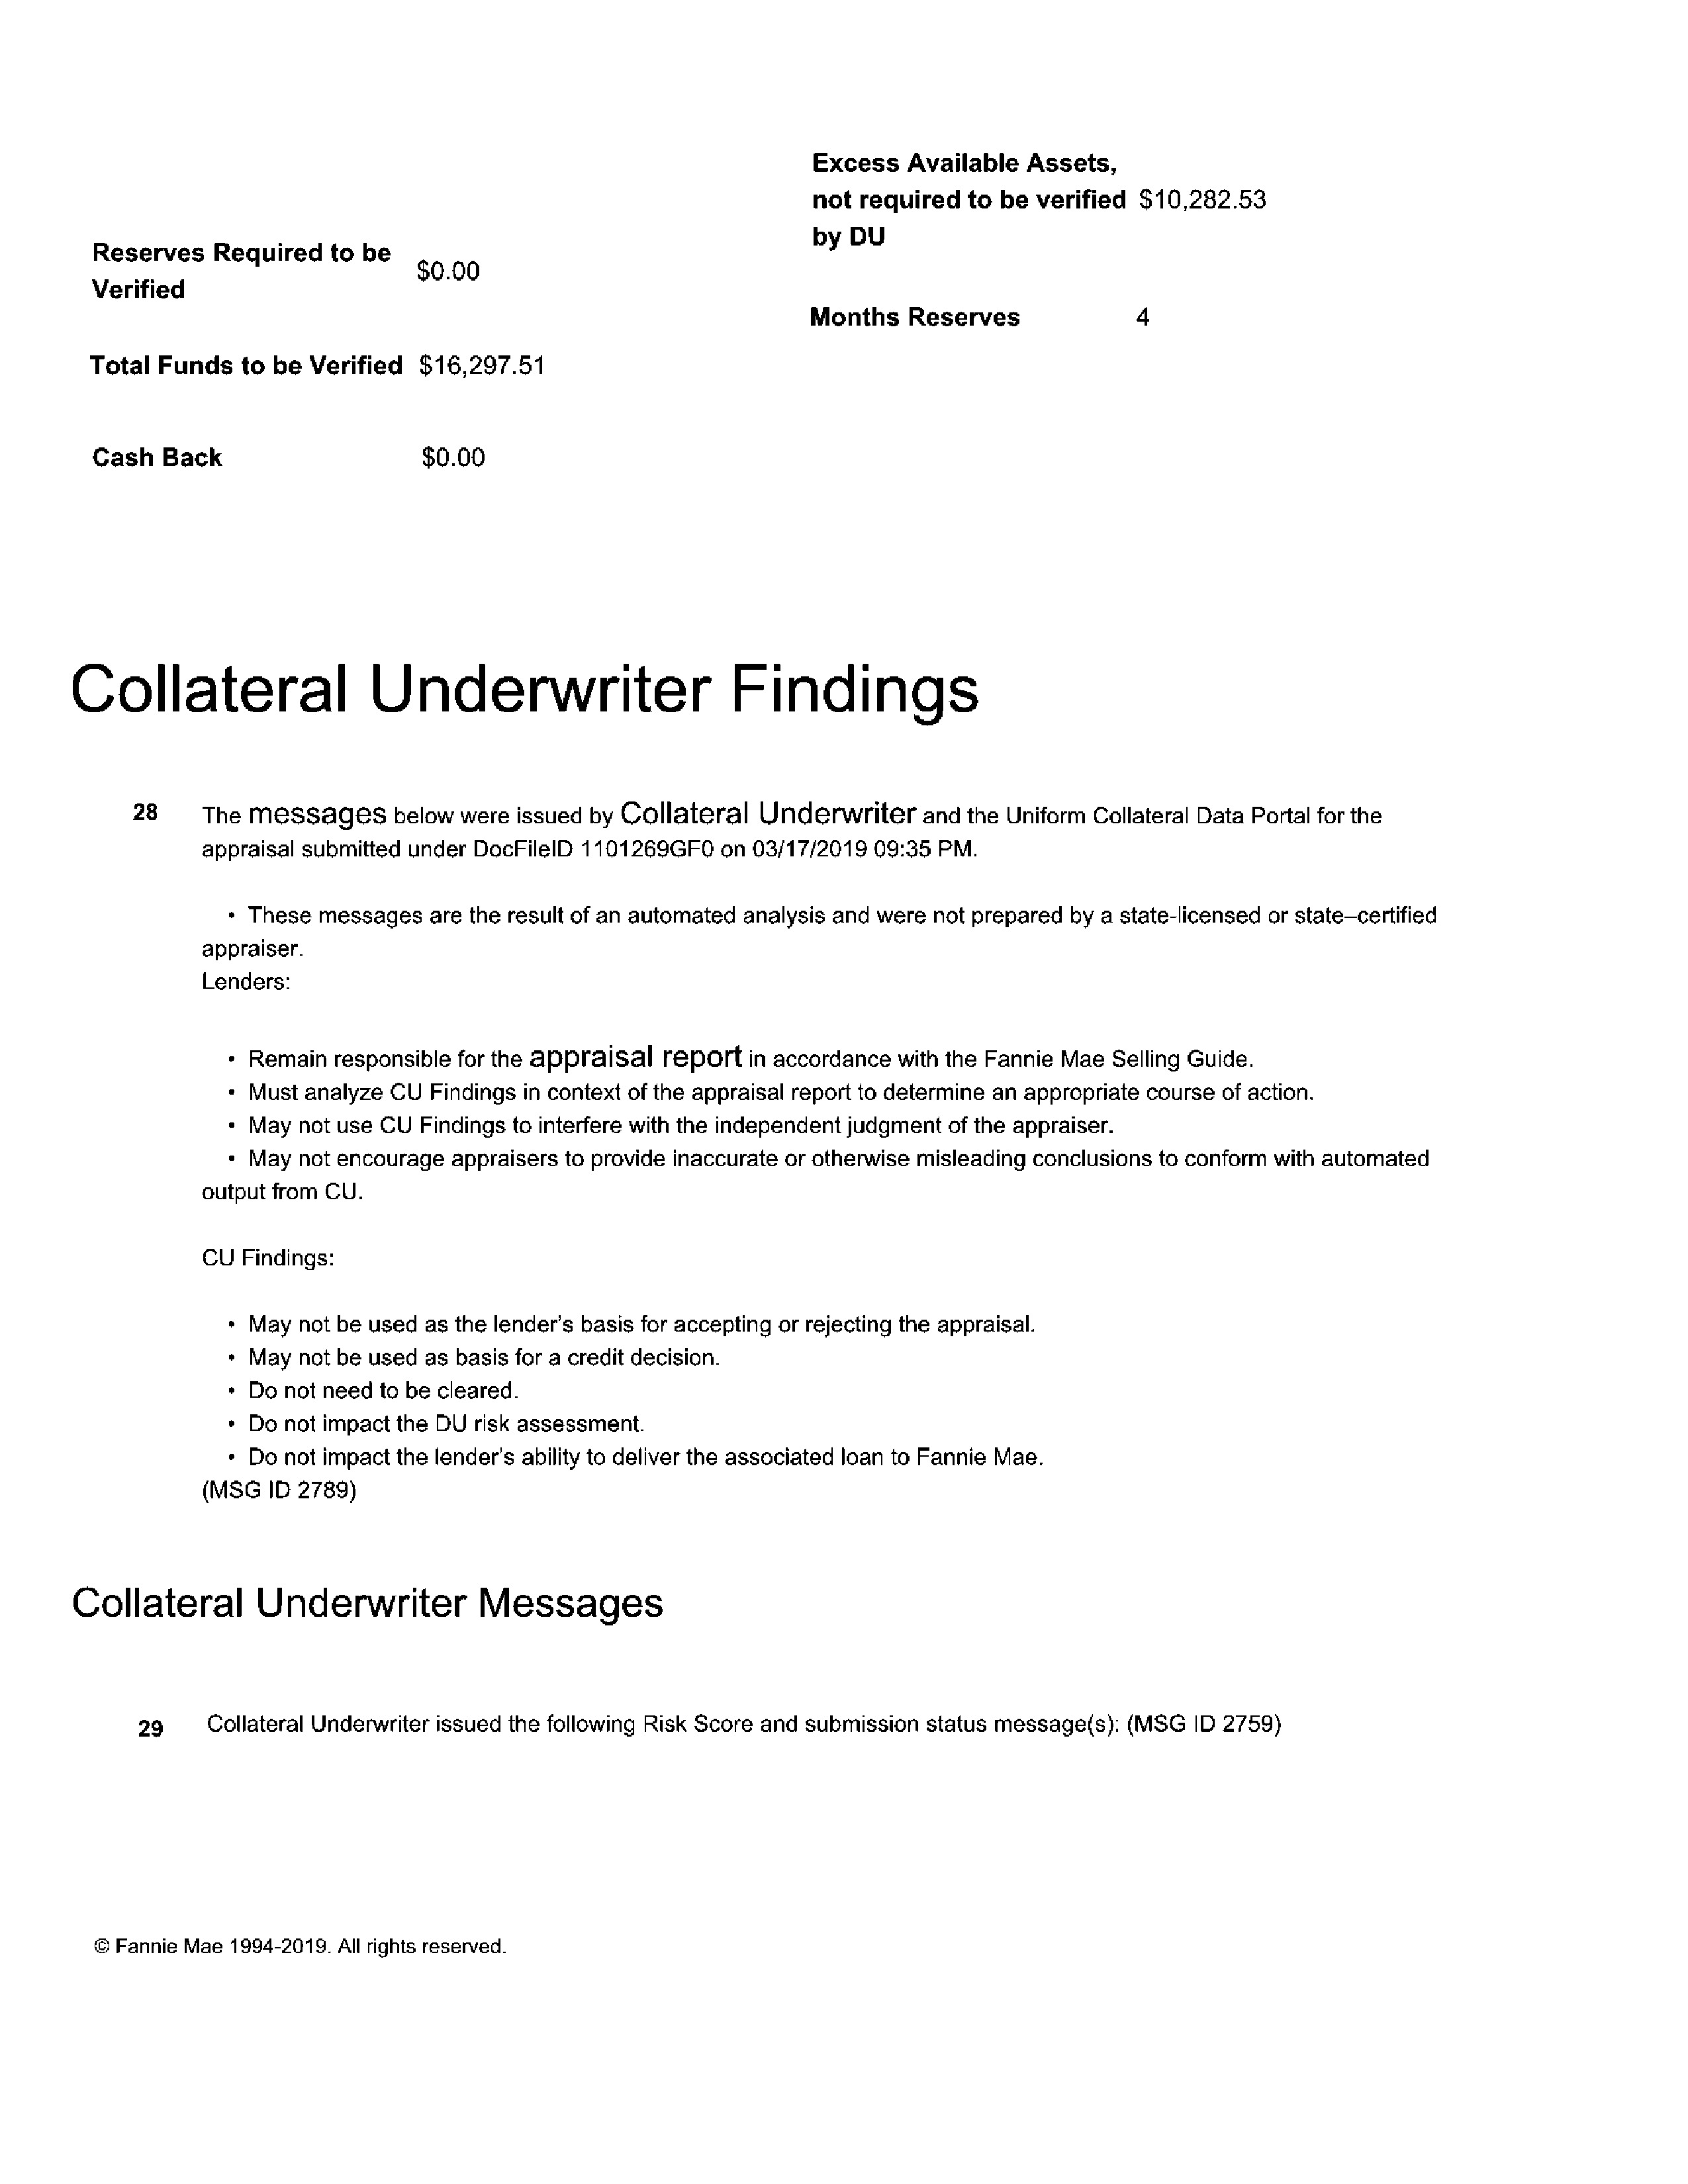 Excess Available Assets,
not required to be verified $10,282.53
by DU
Reserves Required to be
Verified
$0.00
Months Reserves 4
Total Funds to be Verified $16,297.51
Cash Back $0.00
Collateral Underwriter Findings
28 The messages below were issued by Collateral Underwriter and the Uniform Collateral Data Portal for the
appraisal submitted under DocFileID 1101269GF0 on 03/17/2019 09:35 PM.
• These messages are the result of an automated analysis and were not prepared by a state-licensed or state–certified
appraiser.
Lenders:
• Remain responsible for the appraisal report in accordance with the Fannie Mae Selling Guide.
• Must analyze CU Findings in context of the appraisal report to determine an appropriate course of action.
• May not use CU Findings to interfere with the independent judgment of the appraiser.
• May not encourage appraisers to provide inaccurate or otherwise misleading conclusions to conform with automated
output from CU.
CU Findings:
• May not be used as the lender's basis for accepting or rejecting the appraisal.
• May not be used as basis for a credit decision.
• Do not need to be cleared.
• Do not impact the DU risk assessment.
• Do not impact the lender's ability to deliver the associated loan to Fannie Mae.
(MSG ID 2789)
Collateral Underwriter Messages
29 Collateral Underwriter issued the following Risk Score and submission status message(s): (MSG ID 2759)
© Fannie Mae 1994-2019. All rights reserved.